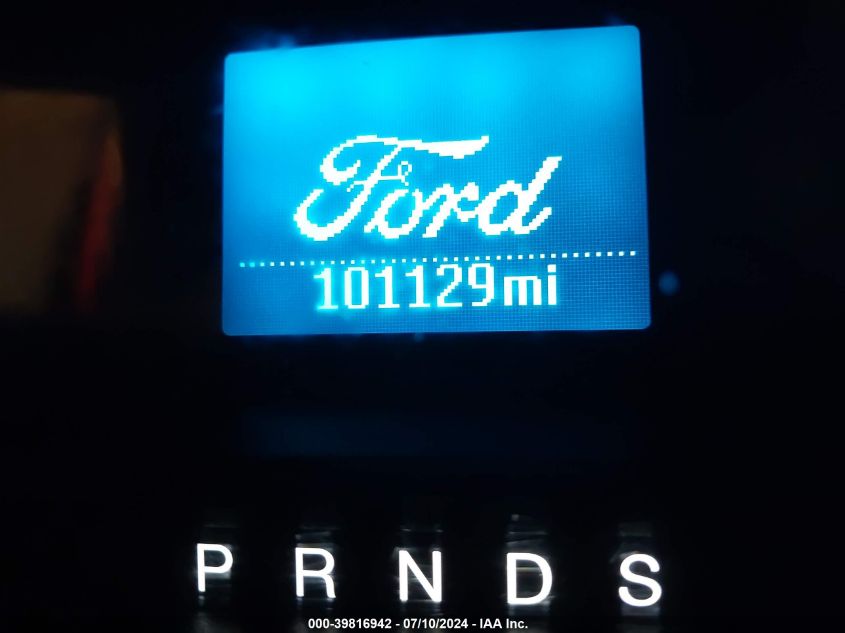 Ford
101129mi
P R N D S
000-39816942 - 07/10/2024 - IAA Inc.